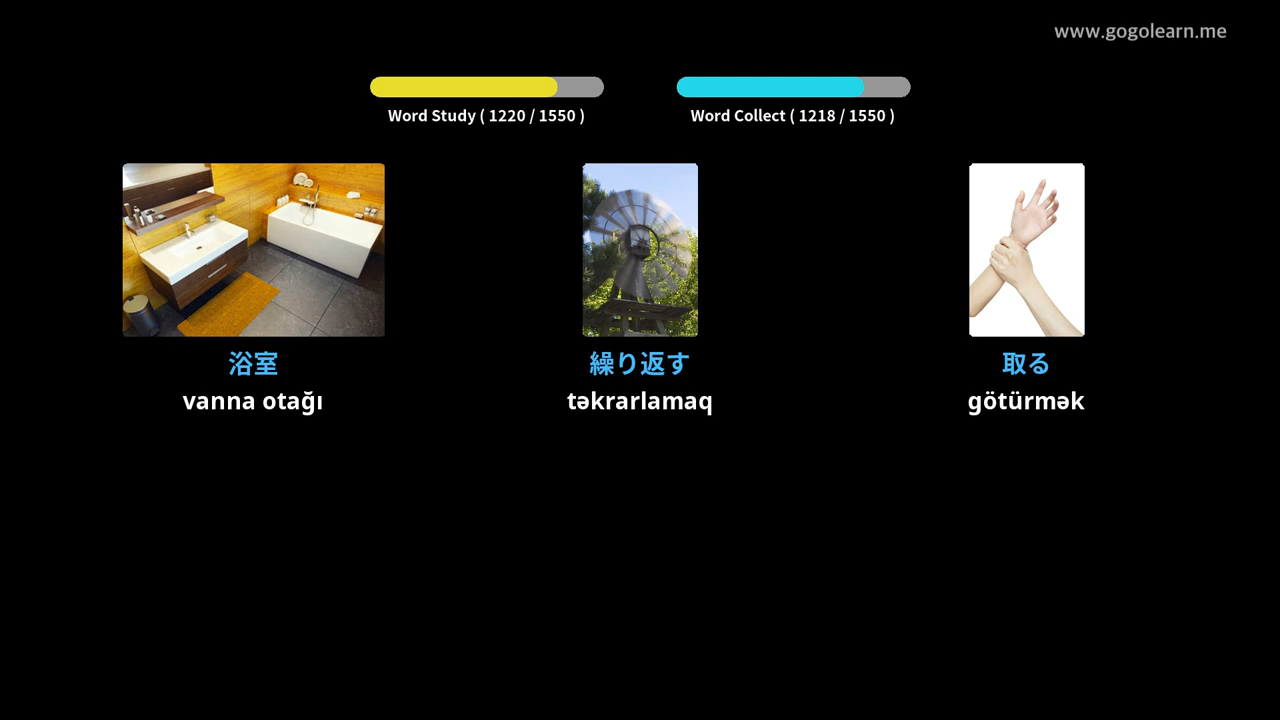 www.gogolearn.me
Word Study ( 1220 / 1550 )
Word Collect ( 1218 / 1550 )
浴室
繰り返す
取る
vanna otağı
təkrarlamaq
götürmək